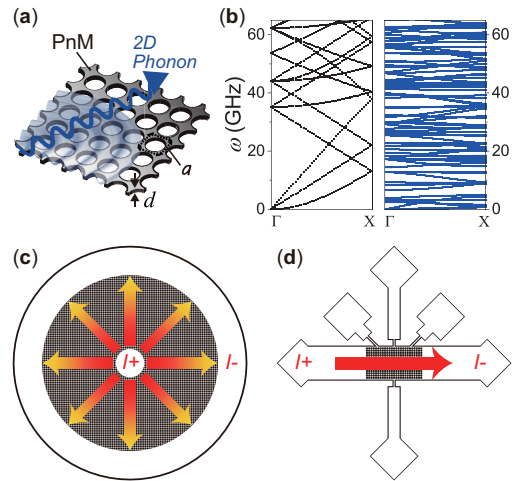 (a)
PnM
2D
Phonon
a
d
(b)
ω (GHz)
60
40
20
0
Γ
X
60
40
20
0
Γ
X
(c)
I+
I-
(d)
I+
I-